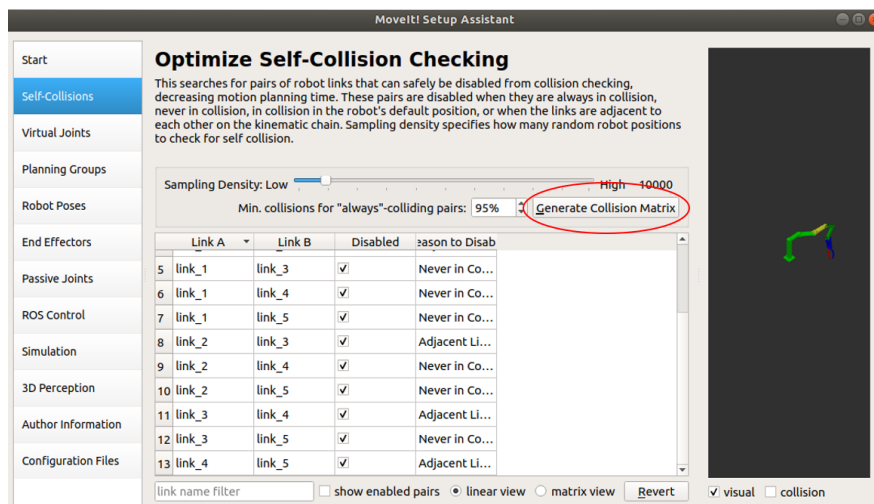 MoveIt! Setup Assistant
Start
Self-Collisions
Virtual Joints
Planning Groups
Robot Poses
End Effectors
Passive Joints
ROS Control
Simulation
3D Perception
Author Information
Configuration Files
Optimize Self-Collision Checking
This searches for pairs of robot links that can safely be disabled from collision checking,
decreasing motion planning time. These pairs are disabled when they are always in collision,
never in collision, in collision in the robot's default position, or when the links are adjacent to
each other on the kinematic chain. Sampling density specifies how many random robot positions
to check for self collision.
Sampling Density: Low High 10000
Min. collisions for "always"-colliding pairs: 95% Generate Collision Matrix
Link A Link B Disabled eason to Disab
5 link_1 link_3 Never in Co...
6 link_1 link_4 Never in Co...
7 link_1 link_5 Never in Co...
8 link_2 link_3 Adjacent Li...
9 link_2 link_4 Never in Co...
10 link_2 link_5 Never in Co...
11 link_3 link_4 Adjacent Li...
12 link_3 link_5 Never in Co...
13 link_4 link_5 Adjacent Li...
link name filter show enabled pairs linear view matrix view Revert visual collision